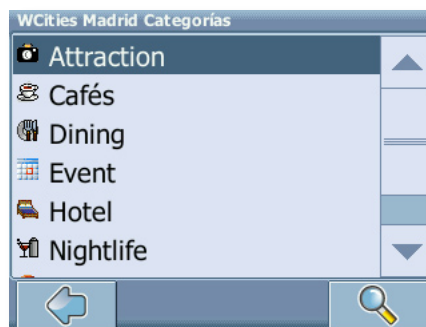 WCities Madrid Categorías
Attraction
Cafés
Dining
Event
Hotel
Nightlife